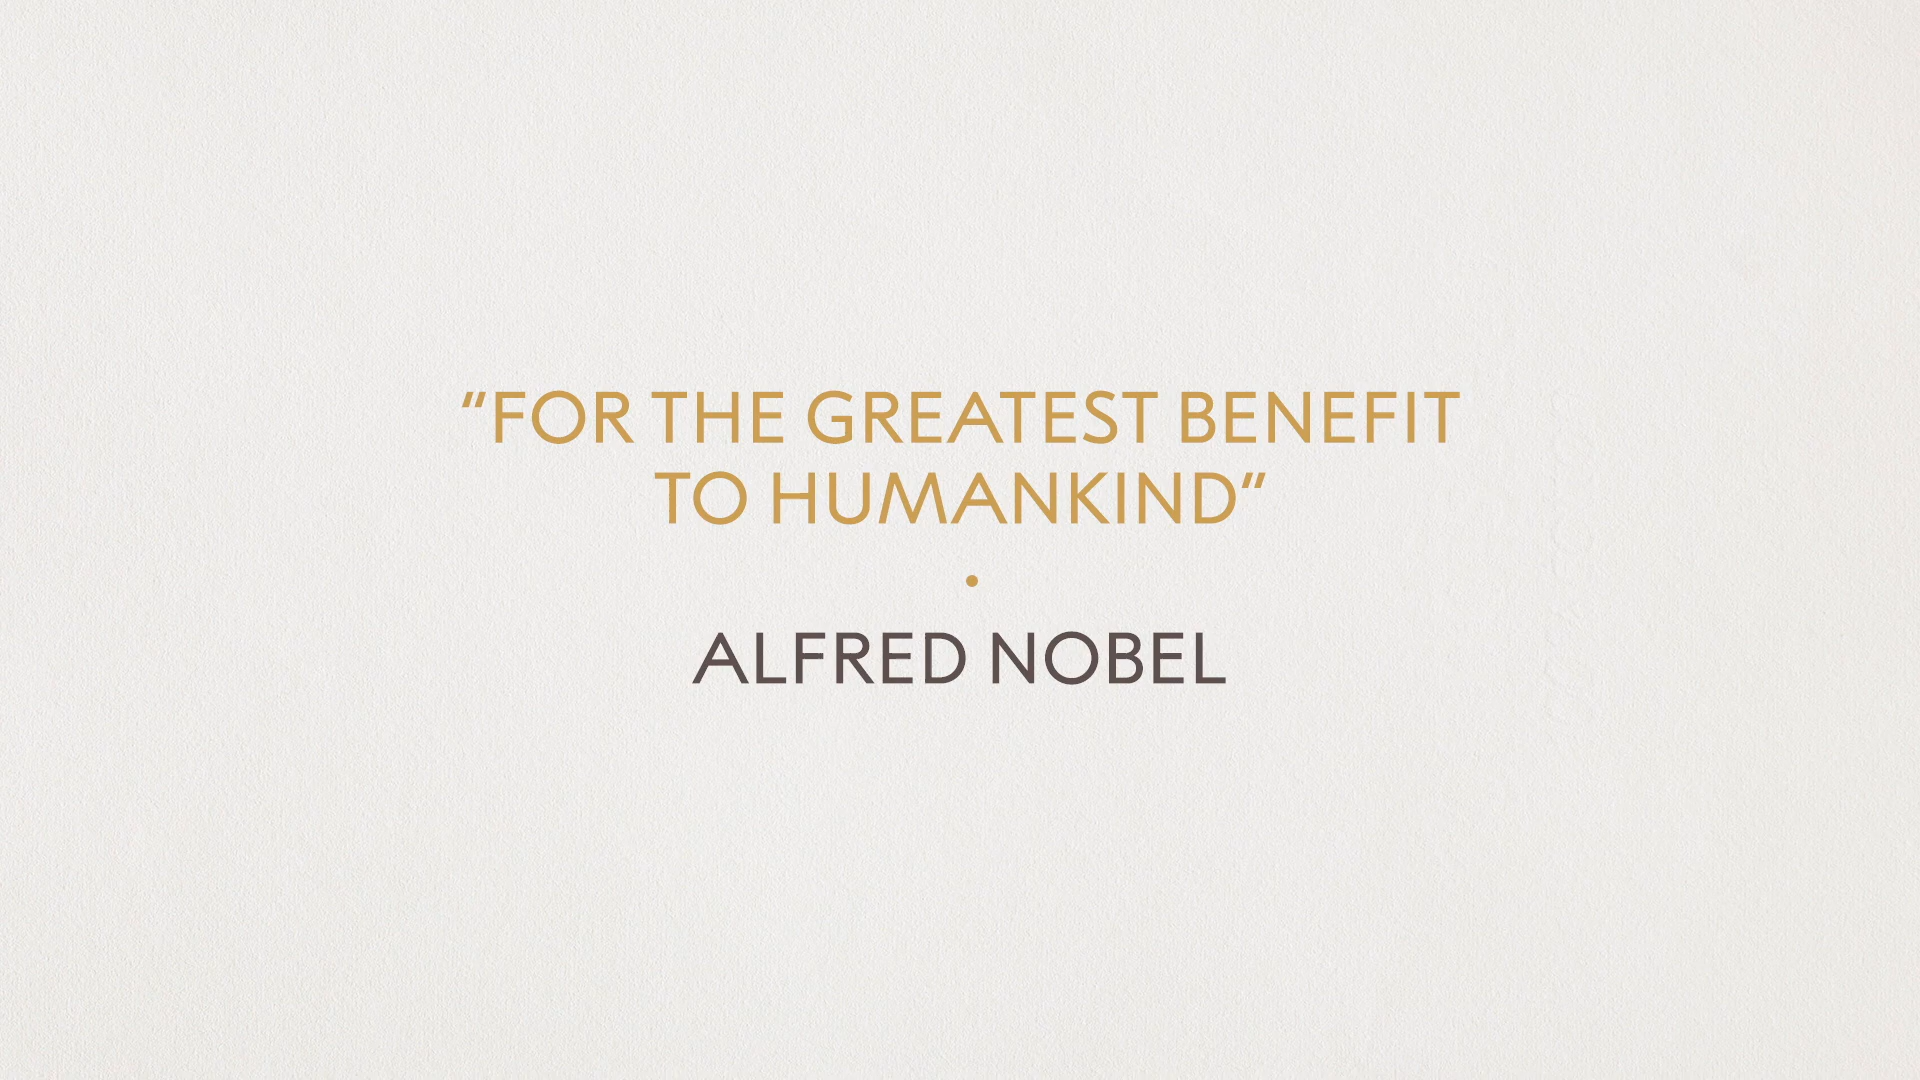 "FOR THE GREATEST BENEFIT
TO HUMANKIND"
•
ALFRED NOBEL